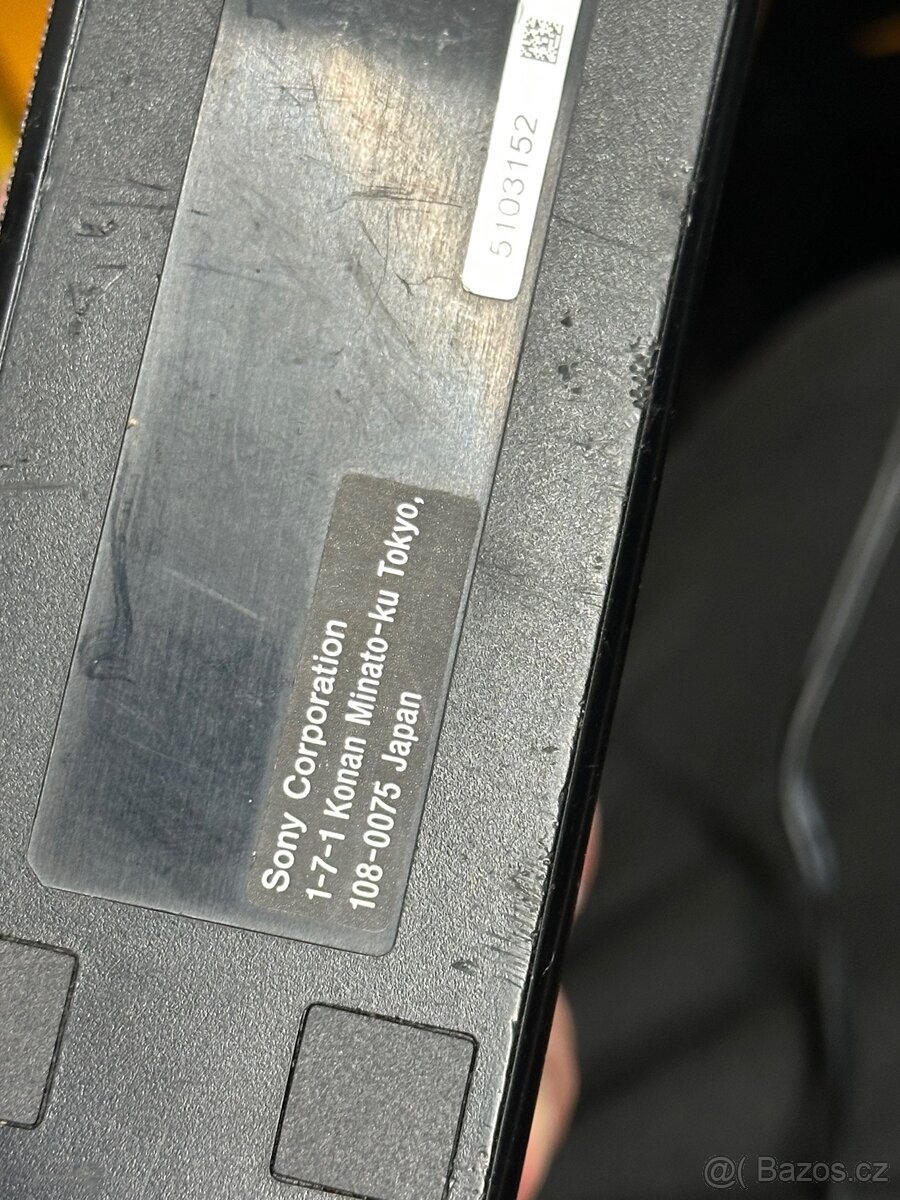 5103152
Sony Corporation
1-7-1 Konan Minato-ku Tokyo,
108-0075 Japan
@( Bazos.cz